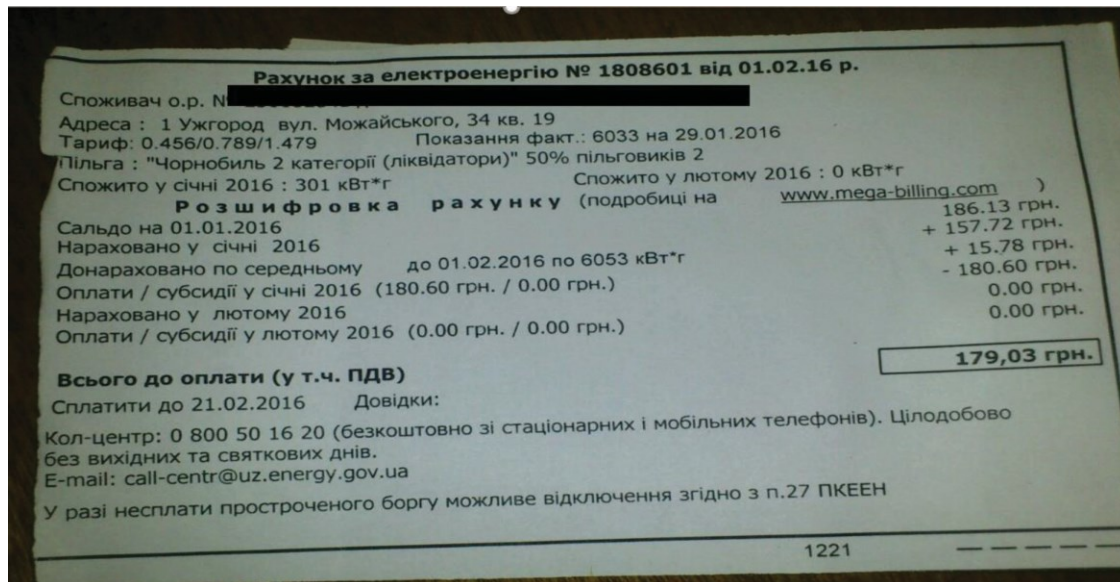 Рахунок за електроенергію № 1808601 від 01.02.16 р.
Споживач о.р. №
Адреса : 1 Ужгород вул. Можайського, 34 кв. 19
Тариф: 0.456/0.789/1.479 Показання факт.: 6033 на 29.01.2016
Пільга : "Чорнобиль 2 категорії (ліквідатори)" 50% пільговиків 2
Спожито у січні 2016 : 301 кВт*г Спожито у лютому 2016 : 0 кВт*г
Розшифровка рахунку (подробиці на www.mega-billing.com )
Сальдо на 01.01.2016 186.13 грн.
Нараховано у січні 2016 + 157.72 грн.
Донараховано по середньому до 01.02.2016 по 6053 кВт*г + 15.78 грн.
Оплати / субсидії у січні 2016 (180.60 грн. / 0.00 грн.) - 180.60 грн.
Нараховано у лютому 2016 0.00 грн.
Оплати / субсидії у лютому 2016 (0.00 грн. / 0.00 грн.) 0.00 грн.
Всього до оплати (у т.ч. ПДВ) 179,03 грн.
Сплатити до 21.02.2016 Довідки:
Кол-центр: 0 800 50 16 20 (безкоштовно зі стаціонарних і мобільних телефонів). Цілодобово
без вихідних та святкових днів.
E-mail: call-centr@uz.energy.gov.ua
У разі несплати простроченого боргу можливе відключення згідно з п.27 ПКЕЕН
1221